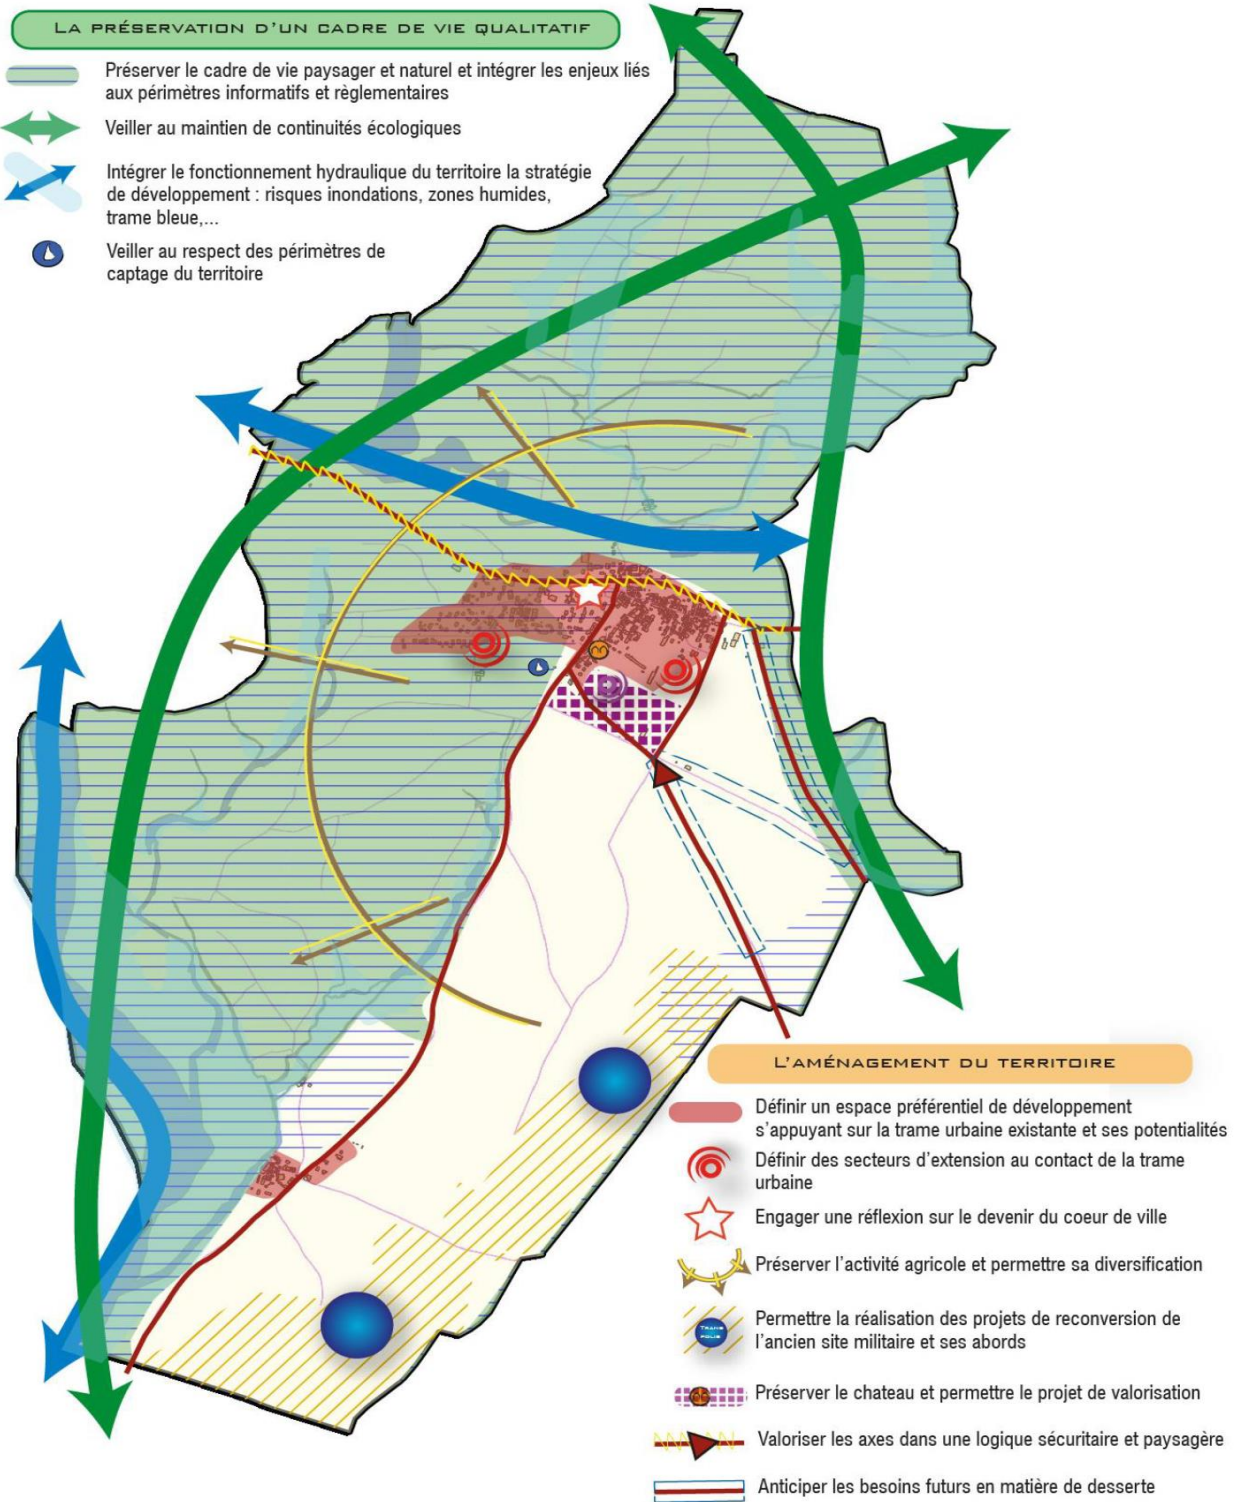 LA PRÉSERVATION D'UN CADRE DE VIE QUALITATIF
Préserver le cadre de vie paysager et naturel et intégrer les enjeux liés
aux périmètres informatifs et règlementaires
Veiller au maintien de continuités écologiques
Intégrer le fonctionnement hydraulique du territoire la stratégie
de développement : risques inondations, zones humides,
trame bleue,...
Veiller au respect des périmètres de
captage du territoire
L'AMÉNAGEMENT DU TERRITOIRE
Définir un espace préférentiel de développement
s'appuyant sur la trame urbaine existante et ses potentialités
Définir des secteurs d'extension au contact de la trame
urbaine
Engager une réflexion sur le devenir du coeur de ville
Préserver l'activité agricole et permettre sa diversification
Permettre la réalisation des projets de reconversion de
l'ancien site militaire et ses abords
TRANS
POLIS
Préserver le chateau et permettre le projet de valorisation
Valoriser les axes dans une logique sécuritaire et paysagère
Anticiper les besoins futurs en matière de desserte